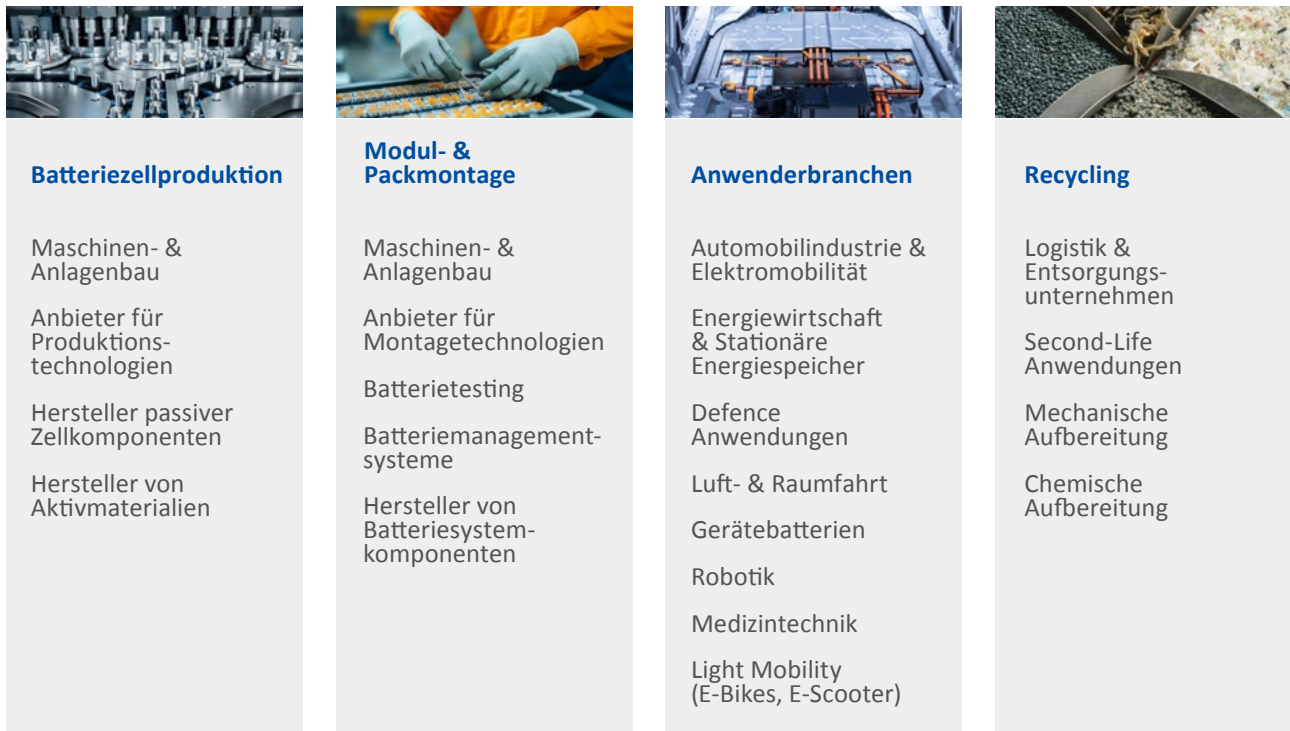 Batteriezellproduktion
Maschinen- &
Anlagenbau
Anbieter für
Produktions-
technologien
Hersteller passiver
Zellkomponenten
Hersteller von
Aktivmaterialien
Modul- &
Packmontage
Maschinen- &
Anlagenbau
Anbieter für
Montagetechnologien
Batterietesting
Batteriemanagement-
systeme
Hersteller von
Batteriesystem-
komponenten
Anwenderbranchen
Automobilindustrie &
Elektromobilität
Energiewirtschaft
& Stationäre
Energiespeicher
Defence
Anwendungen
Luft- & Raumfahrt
Gerätebatterien
Robotik
Medizintechnik
Light Mobility
(E-Bikes, E-Scooter)
Recycling
Logistik &
Entsorgungs-
unternehmen
Second-Life
Anwendungen
Mechanische
Aufbereitung
Chemische
Aufbereitung